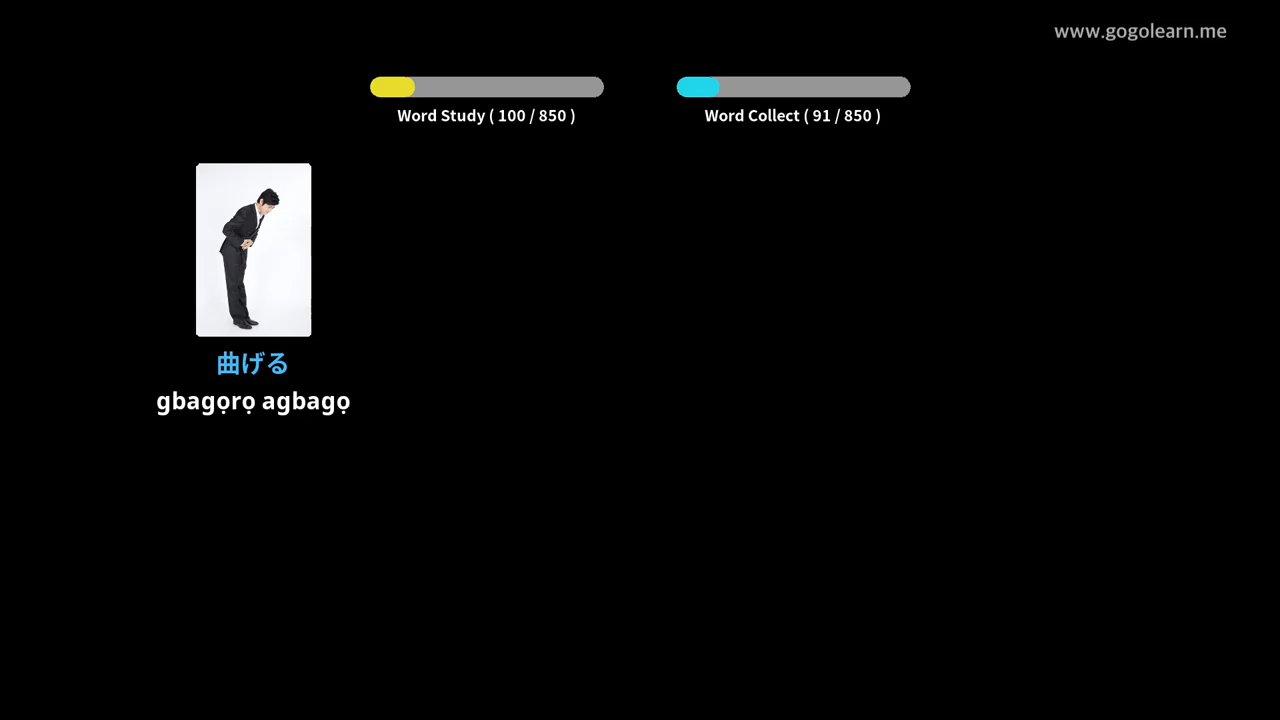 www.gogolearn.me
Word Study ( 100 / 850 )
Word Collect ( 91 / 850 )
曲げる
gbagọrọ agbagọ